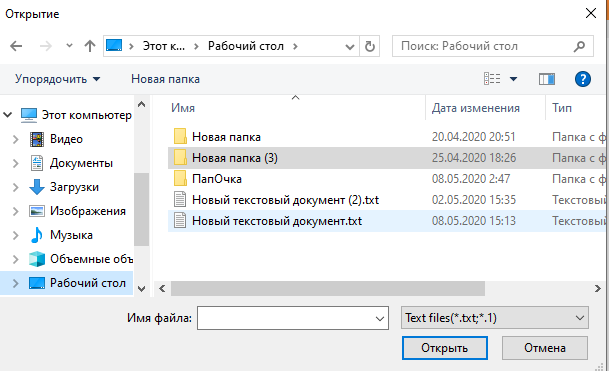 Открытие
Этот к... Рабочий стол
Поиск: Рабочий стол
Упорядочить Новая папка
Имя Дата изменения Тип
Этот компьютер
Видео
Документы
Загрузки
Изображения
Музыка
Объемные объ
Рабочий стол
Новая папка 20.04.2020 20:51 Папка с ф
Новая папка (3) 25.04.2020 18:26 Папка с ф
ПапОчка 08.05.2020 2:47 Папка с ф
Новый текстовый документ (2).txt 02.05.2020 15:35 Текстовый
Новый текстовый документ.txt 08.05.2020 15:13 Текстовый
Имя файла: Text files(*.txt;*.1)
Открыть Отмена